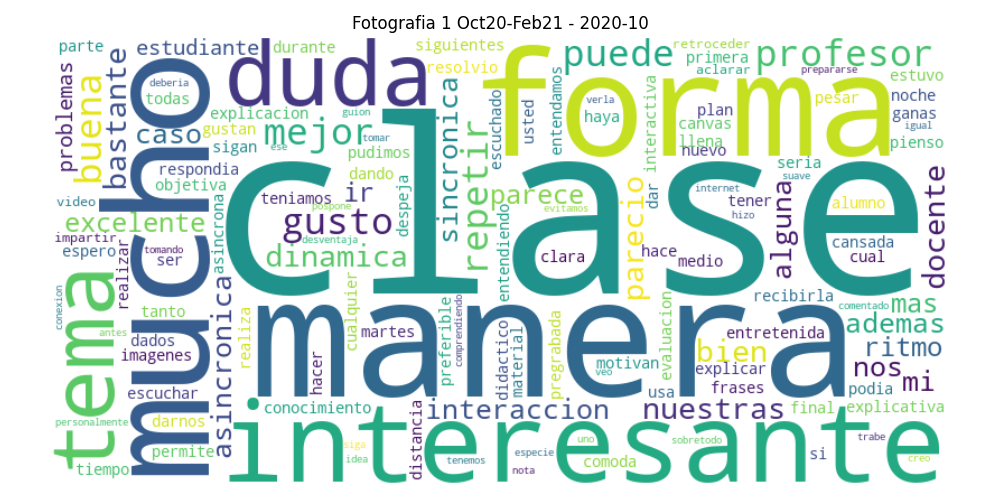 Fotografia 1 Oct20-Feb21 - 2020-10
parte
estudiante
durante
siguientes
retroceder
problemas
buena
bastante
deberia
todas
mucho
duda
resolvio
forma
puede
primera
aclarar
profesor
prepararse
estuvo
explicacion
guion
caso
gustan
mejor
tomar
sincronica
escuchado
usted
entendamos
verla
haya
interactiva
plan
canvas
llena
nuevo
pesar
noche
ganas
igual
pienso
sigan
ese
pudimos
repetir
respondia
objetiva
dando
clase
seria
suave
video
teniamos
ir
despeja
parece
parecio
dar
internet
tener
hizo
alguna
alumno
docente
excelente
asincrona
pospone
gusto
evitamos
impartir
tomando
desventaja
espero
realizar
ser
dinamica
entendiendo
clara
hace
medio
cansada
cual
tema
conexion
asincronica
manera
recibirla
comentado
mas
tanto
antes
dados
imagenes
realiza
cualquier
martes
preferible
comprendiendo
didactico
material
pregrabada
motivan
veo
evaluacion
entretenida
bien
explicar
ademas
ritmo
escuchar
hacer
usa
frases
nos
podia
mi
personalmente
darnos
conocimiento
distancia
interaccion
nuestras
final
explicativa
interesante
permite
tiempo
siga
idea
tenemos
especie
nota
uno
comoda
sobretodo
si
trabe
creo